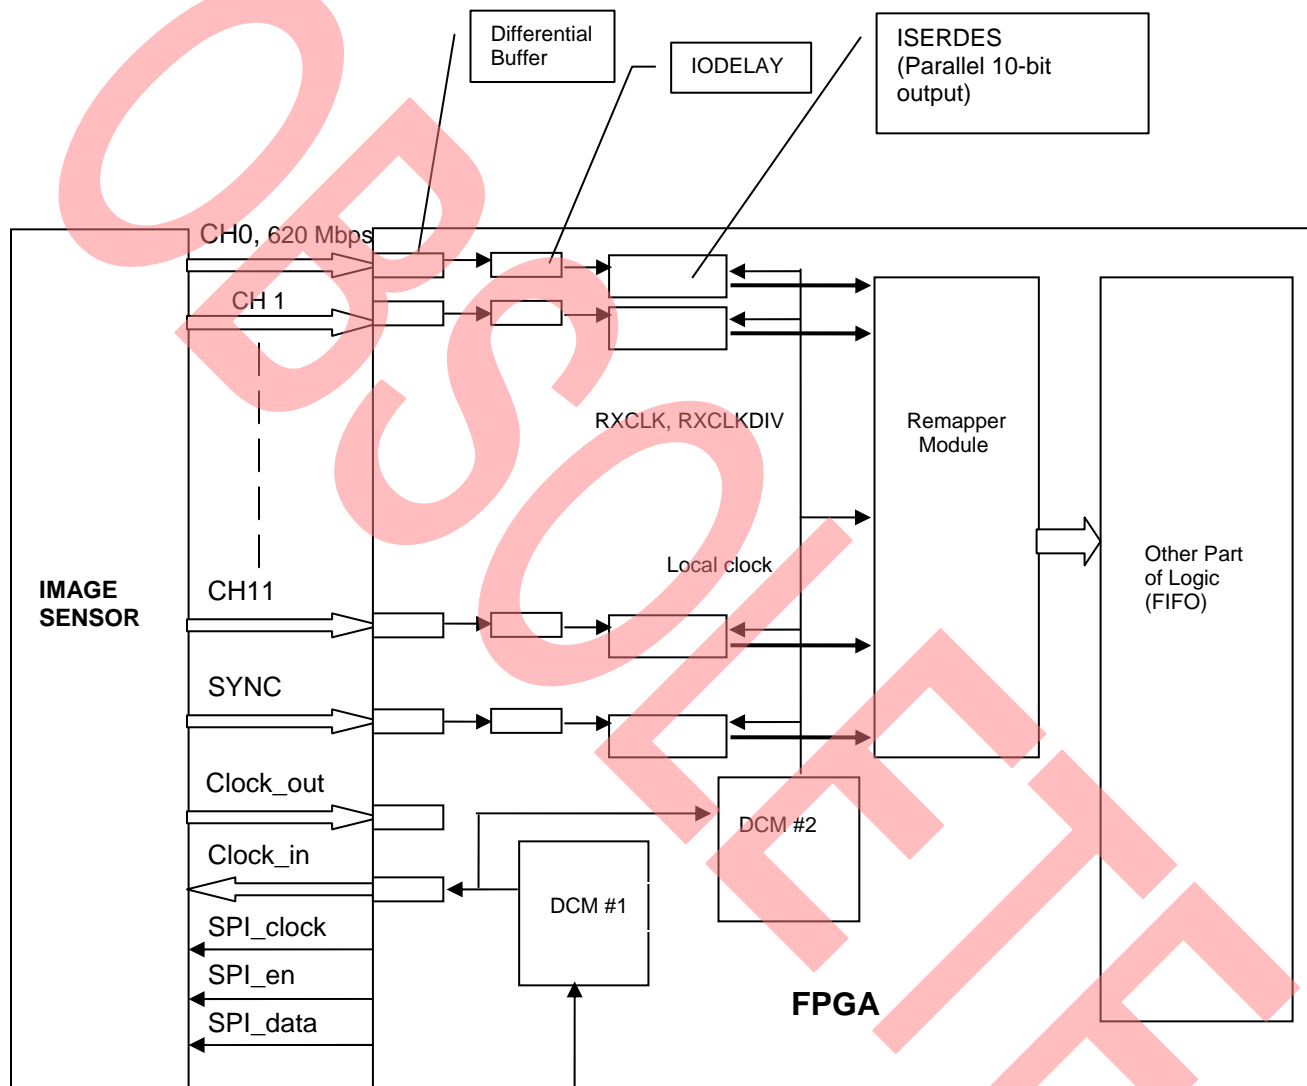 Differential
Buffer
IODELAY
ISERDES
(Parallel 10-bit
output)
CH0, 620 Mbps
CH 1
RXCLK, RXCLKDIV
Remapper
Module
Local clock
Other Part
of Logic
(FIFO)
IMAGE
SENSOR
CH11
SYNC
Clock_out
DCM #2
Clock_in
DCM #1
SPI_clock
SPI_en
FPGA
SPI_data
OBSOLETE